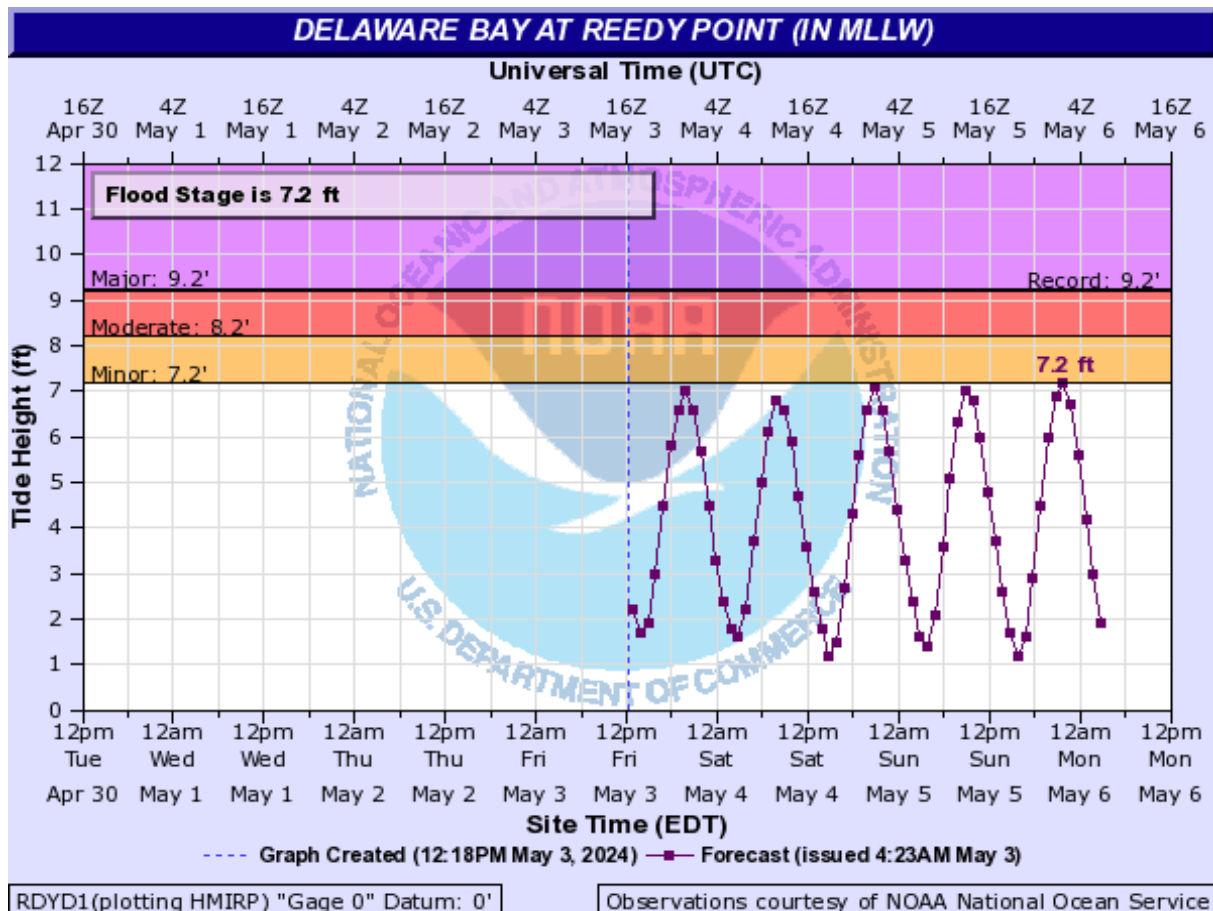 DELAWARE BAY AT REEDY POINT (IN MLLW)
Universal Time (UTC)
16Z 4Z 16Z 4Z 16Z 4Z 16Z 4Z 16Z 4Z 16Z 4Z 16Z
Apr 30 May 1 May 1 May 2 May 2 May 3 May 3 May 4 May 4 May 5 May 5 May 6 May 6
12
Flood Stage is 7.2 ft
11
10
Major: 9.2' Record: 9.2'
9
Moderate: 8.2'
8
Minor: 7.2' 7.2 ft
7
6
5
4
3
2
1
0
Tide Height (ft)
NATIONAL OCEANIC AND ATMOSPHERIC ADMINISTRATION
NOAA
U.S. DEPARTMENT OF COMMERCE
12pm 12am 12pm 12am 12pm 12am 12pm 12am 12pm 12am 12pm 12am 12pm
Tue Wed Wed Thu Thu Fri Fri Sat Sat Sun Sun Mon Mon
Apr 30 May 1 May 1 May 2 May 2 May 3 May 3 May 4 May 4 May 5 May 5 May 6 May 6
Site Time (EDT)
Graph Created (12:18PM May 3, 2024) Forecast (issued 4:23AM May 3)
RDYD1(plotting HMIRP) "Gage 0" Datum: 0' Observations courtesy of NOAA National Ocean Service